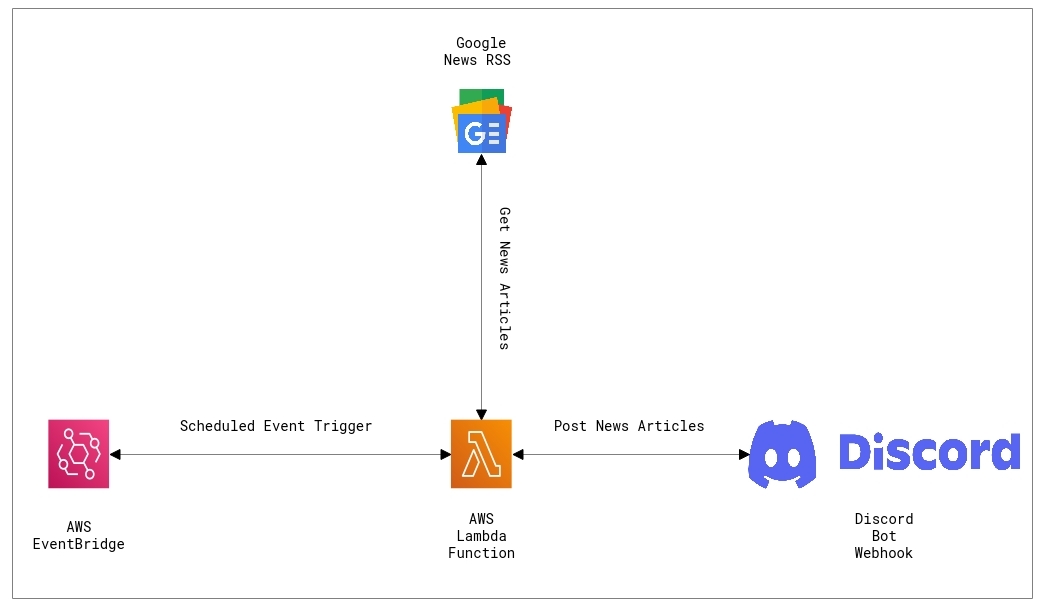 Google
News RSS
GE
Get News Articles
Scheduled Event Trigger
Post News Articles
Discord
AWS
EventBridge
AWS
Lambda
Function
Discord
Bot
Webhook